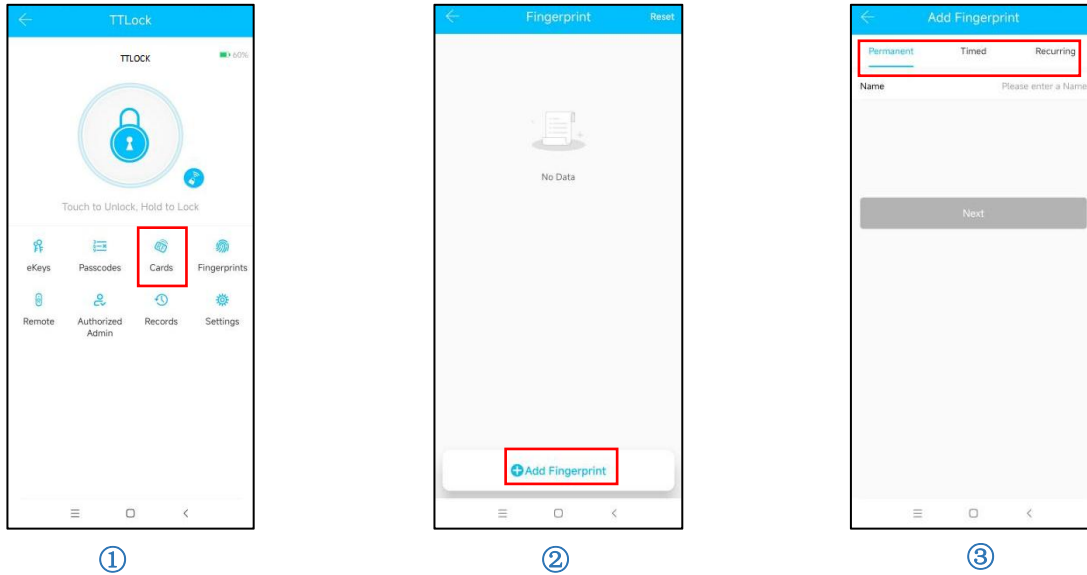 TTLock
TTLOCK
60%
Touch to Unlock, Hold to Lock
eKeys
Passcodes
Cards
Fingerprints
Remote
Authorized
Admin
Records
Settings
①
Fingerprint
Reset
No Data
Add Fingerprint
②
Add Fingerprint
Permanent
Timed
Recurring
Name
Please enter a Name
Next
③